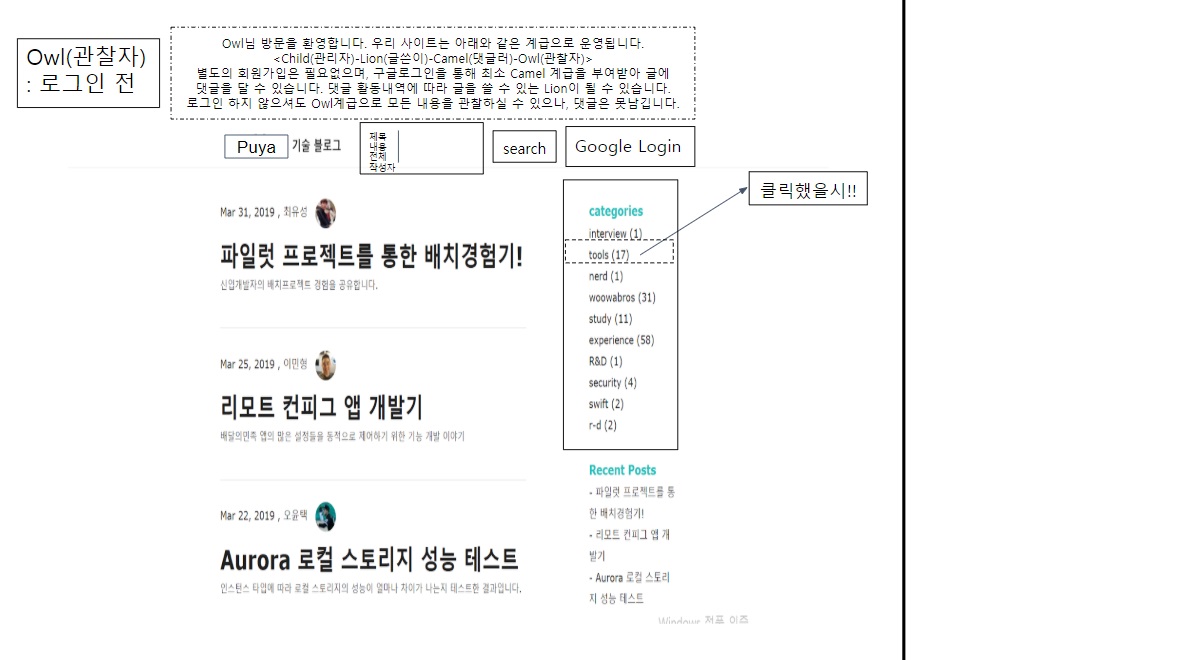 Owl(관찰자)
: 로그인 전
Owl님 방문을 환영합니다. 우리 사이트는 아래와 같은 계급으로 운영됩니다.
<Child(관리자)-Lion(글쓴이)-Camel(댓글러)-Owl(관찰자)>
별도의 회원가입은 필요없으며, 구글로그인을 통해 최소 Camel 계급을 부여받아 글에
댓글을 달 수 있습니다. 댓글 활동내역에 따라 글을 쓸 수 있는 Lion이 될 수 있습니다.
로그인 하지 않으셔도 Owl계급으로 모든 내용을 관찰하실 수 있으나, 댓글은 못남깁니다.
Puya 기술 블로그
제목
내용
전체
작성자
search
Google Login
클릭했을시!!
Mar 31, 2019 , 최유성
파일럿 프로젝트를 통한 배치경험기!
신입개발자의 배치프로젝트 경험을 공유합니다.
Mar 25, 2019 , 이민형
리모트 컨피그 앱 개발기
배달의민족 앱의 많은 설정들을 동적으로 제어하기 위한 기능 개발 이야기
Mar 22, 2019 , 오윤택
Aurora 로컬 스토리지 성능 테스트
인스턴스 타입에 따라 로컬 스토리지의 성능이 얼마나 차이가 나는지 테스트한 결과입니다.
categories
interview (1)
tools (17)
nerd (1)
woowabros (31)
study (11)
experience (58)
R&D (1)
security (4)
swift (2)
r-d (2)
Recent Posts
- 파일럿 프로젝트를 통
한 배치경험기!
- 리모트 컨피그 앱 개
발기
- Aurora 로컬 스토리
지 성능 테스트
Windows 정품 인증